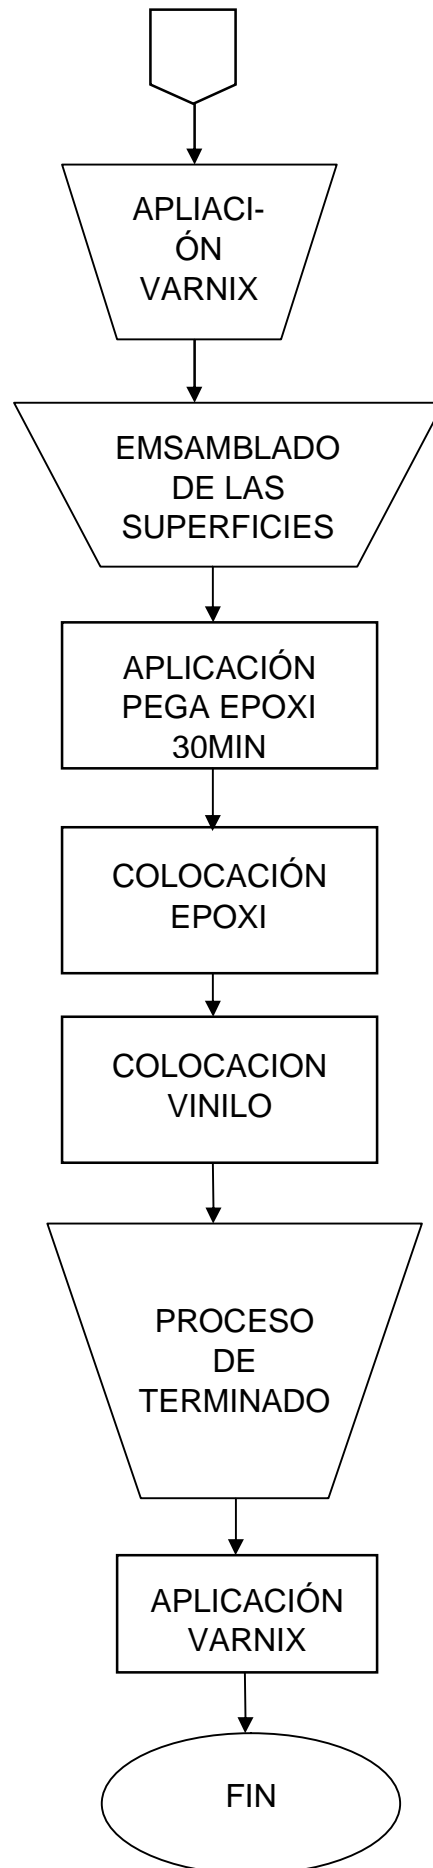 APLIACI-
ÓN
VARNIX
EMSAMBLADO
DE LAS
SUPERFICIES
APLICACIÓN
PEGA EPOXI
30MIN
COLOCACIÓN
EPOXI
COLOCACION
VINILO
PROCESO
DE
TERMINADO
APLICACIÓN
VARNIX
FIN